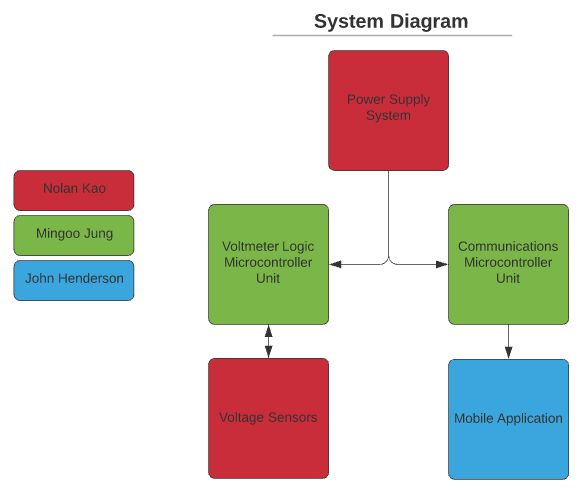 System Diagram
Power Supply
System
Nolan Kao
Mingoo Jung
John Henderson
Voltmeter Logic
Microcontroller
Unit
Communications
Microcontroller
Unit
Voltage Sensors
Mobile Application